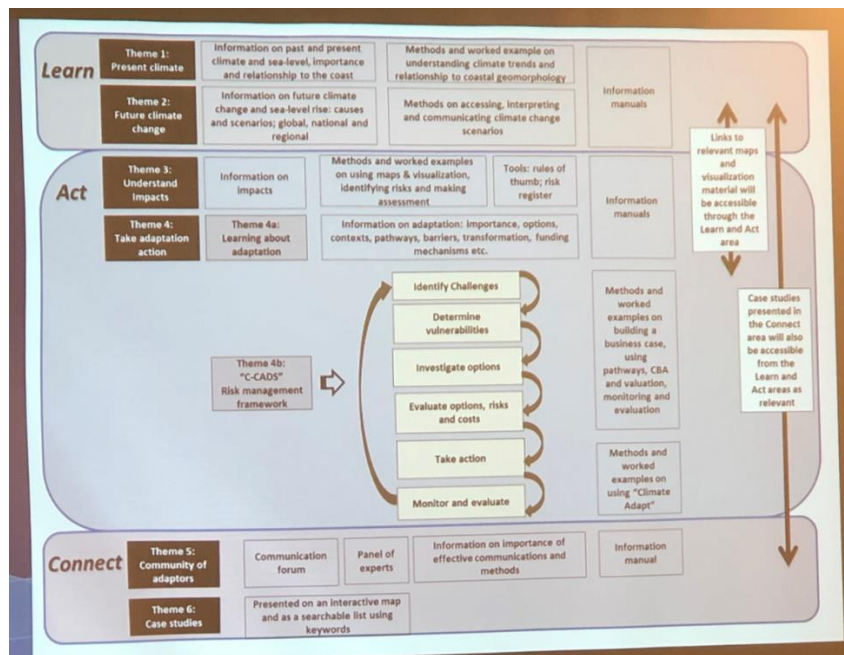 Learn
Theme 1:
Present climate
Information on past and present
climate and sea-level, importance
and relationship to the coast
Methods and worked example on
understanding climate trends and
relationship to coastal geomorphology
Information
manuals
Theme 2:
Future climate
change
Information on future climate
change and sea-level rise: causes
and scenarios; global, national and
regional
Methods on accessing, interpreting
and communicating climate change
scenarios
Links to
relevant maps
and
visualization
material will
be accessible
through the
Learn and Act
area
Act
Theme 3:
Understand
Impacts
Information on
impacts
Methods and worked examples
on using maps & visualization,
identifying risks and making
assessment
Tools: rules of
thumb; risk
register
Information
manuals
Theme 4:
Take adaptation
action
Theme 4a:
Learning about
adaptation
Information on adaptation: importance, options,
contexts, pathways, barriers, transformation, funding
mechanisms etc.
Theme 4b:
"C-CADS"
Risk management
framework
Identify Challenges
Determine
vulnerabilities
Investigate options
Evaluate options, risks
and costs
Take action
Monitor and evaluate
Methods and
worked
examples on
building a
business case,
using
pathways, CBA
and valuation,
monitoring and
evaluation
Methods and
worked
examples on
using "Climate
Adapt"
Case studies
presented in
the Connect
area will also
be accessible
from the
Learn and
Act areas as
relevant
Connect
Theme 5:
Community of
adaptors
Communication
forum
Panel of
experts
Information on importance of
effective communications and
methods
Information
manual
Theme 6:
Case studies
Presented on an interactive map
and as a searchable list using
keywords